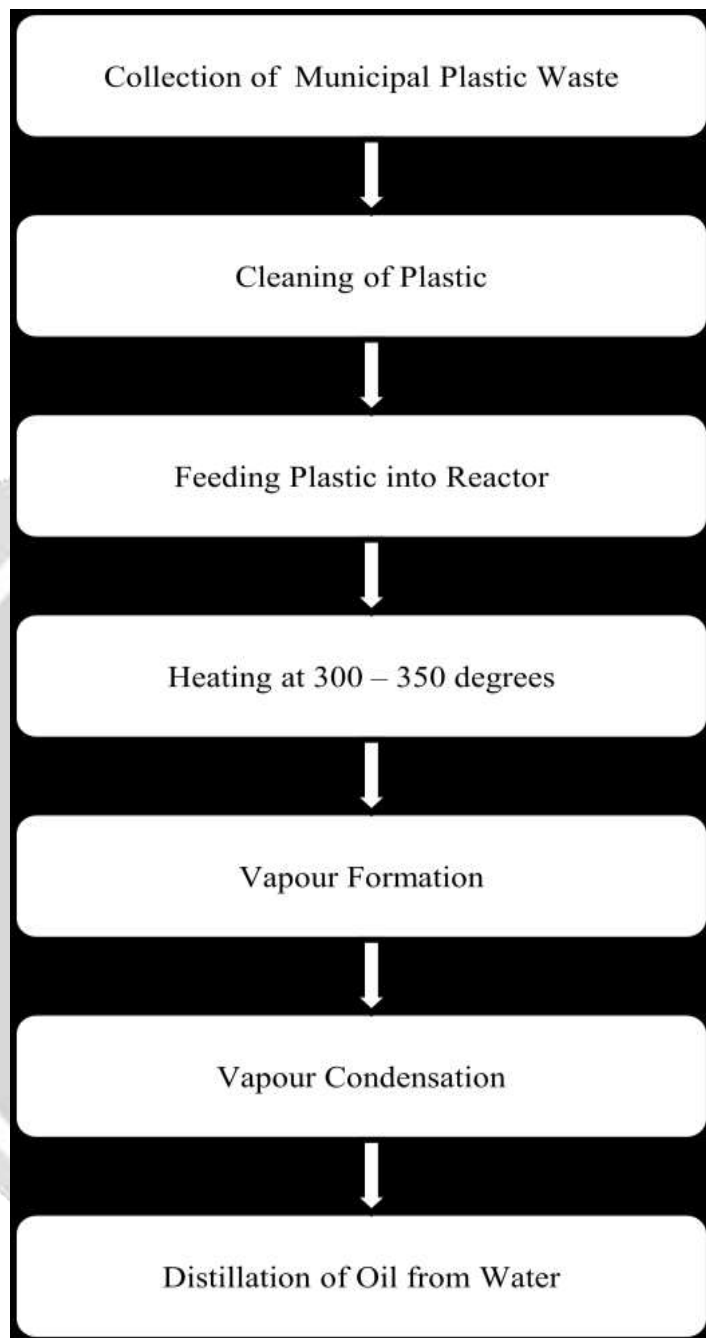 Collection of  Municipal Plastic Waste
Cleaning of Plastic
Feeding Plastic into Reactor
Heating at 300 – 350 degrees
Vapour Formation
Vapour Condensation
Distillation of Oil from Water